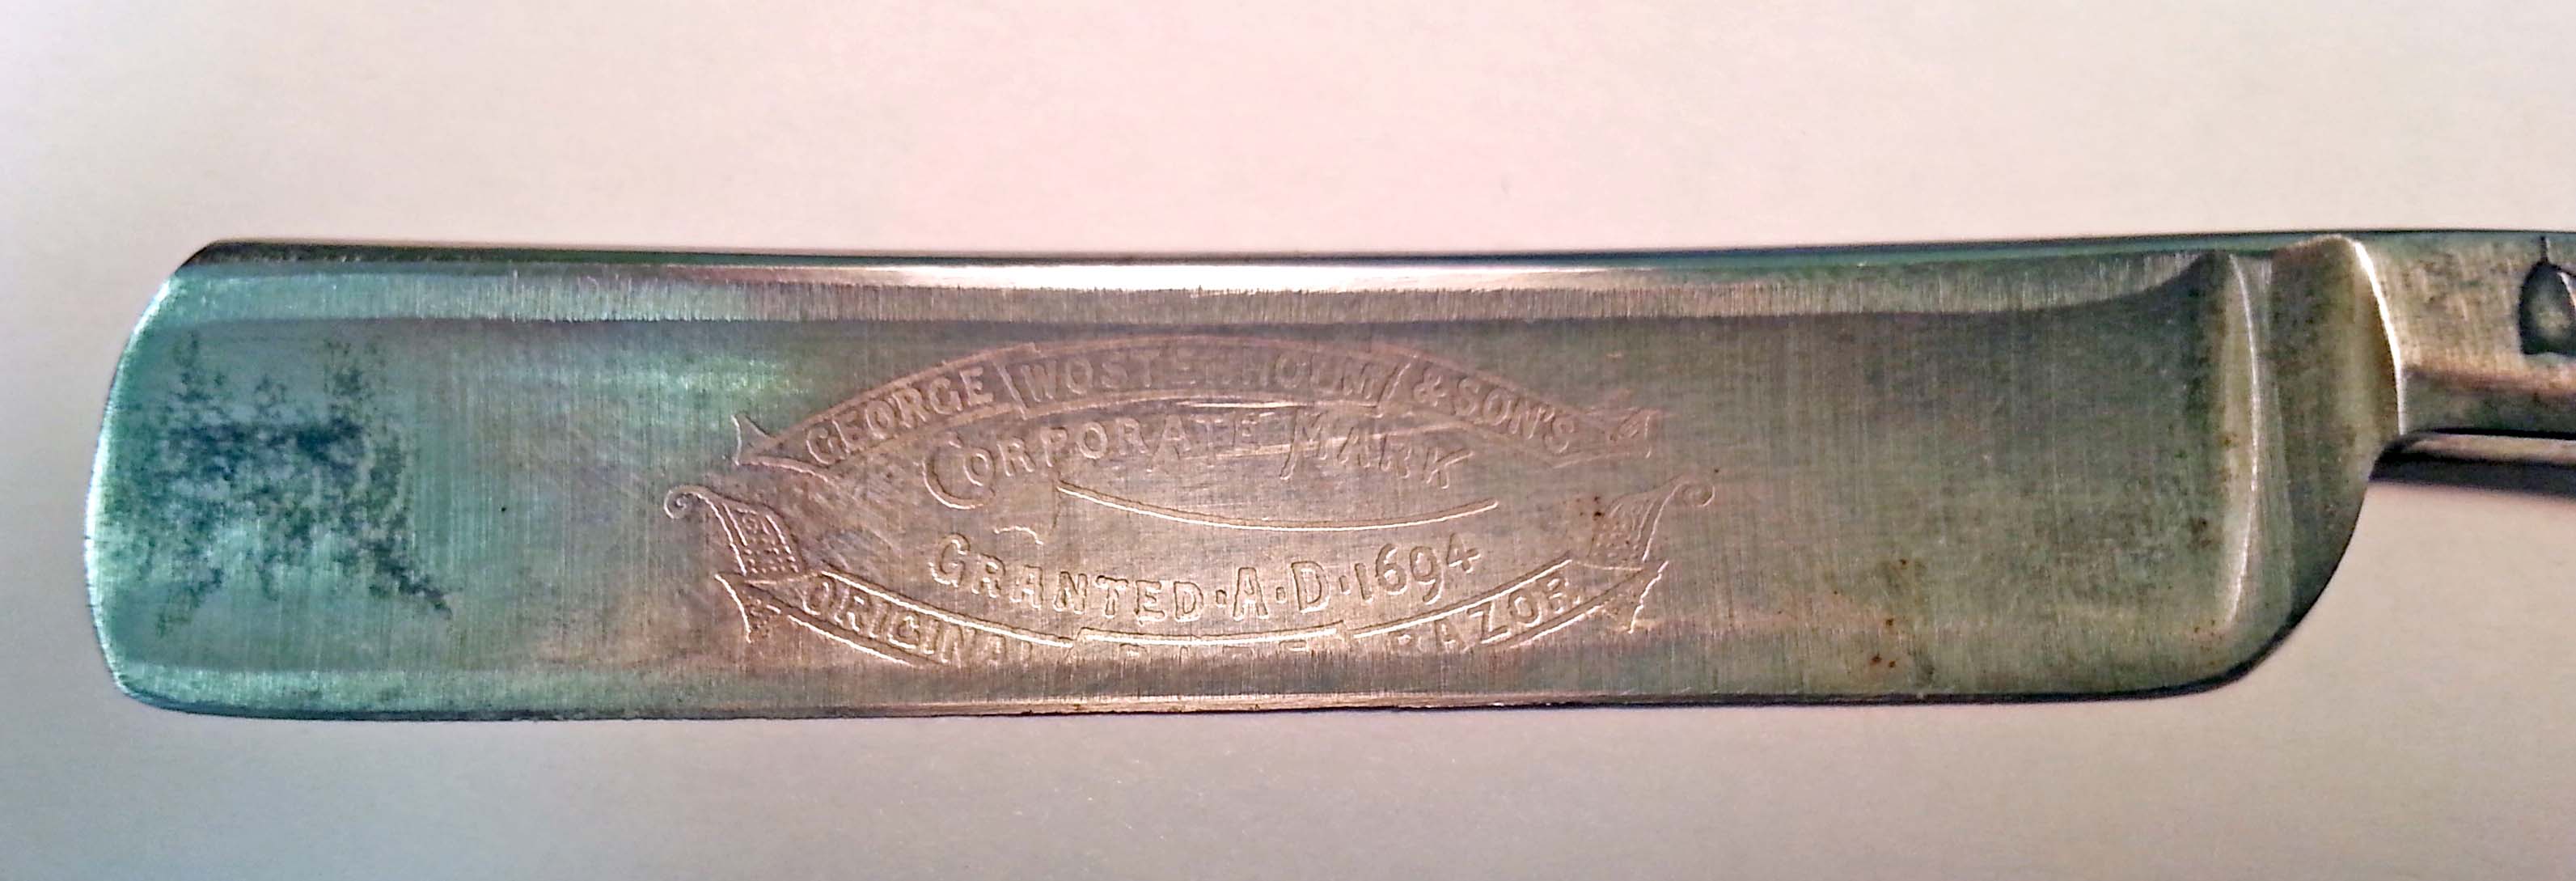 GEORGE WOSTENHOLM & SON'S
CORPORATE MARK
GRANTED·A·D·1694
ORIGINAL RAZOR